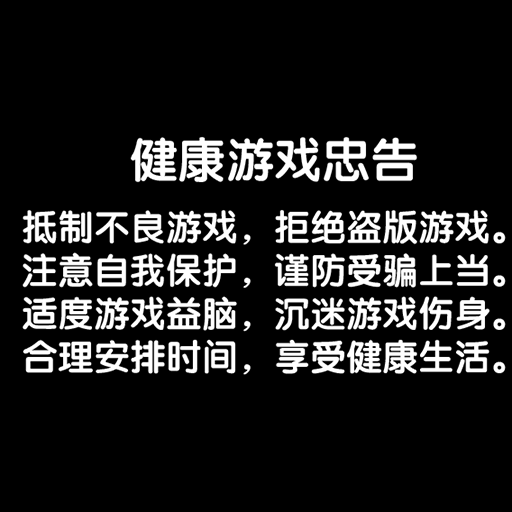 健康游戏忠告
抵制不良游戏，拒绝盗版游戏。
注意自我保护，谨防受骗上当。
适度游戏益脑，沉迷游戏伤身。
合理安排时间，享受健康生活。